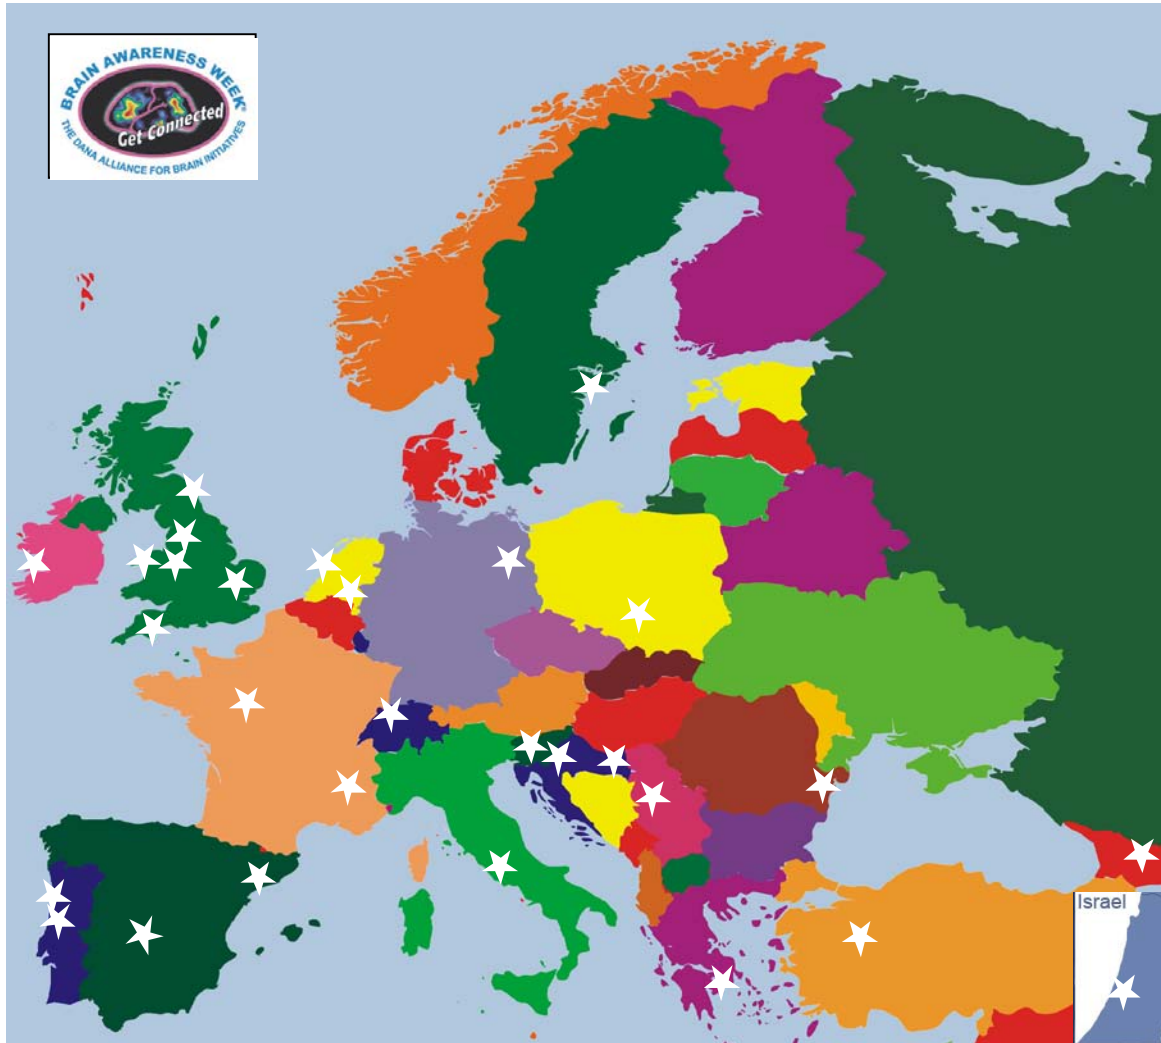 BRAIN AWARENESS WEEK®
Get Connected
THE DANA ALLIANCE FOR BRAIN INITIATIVES
Israel